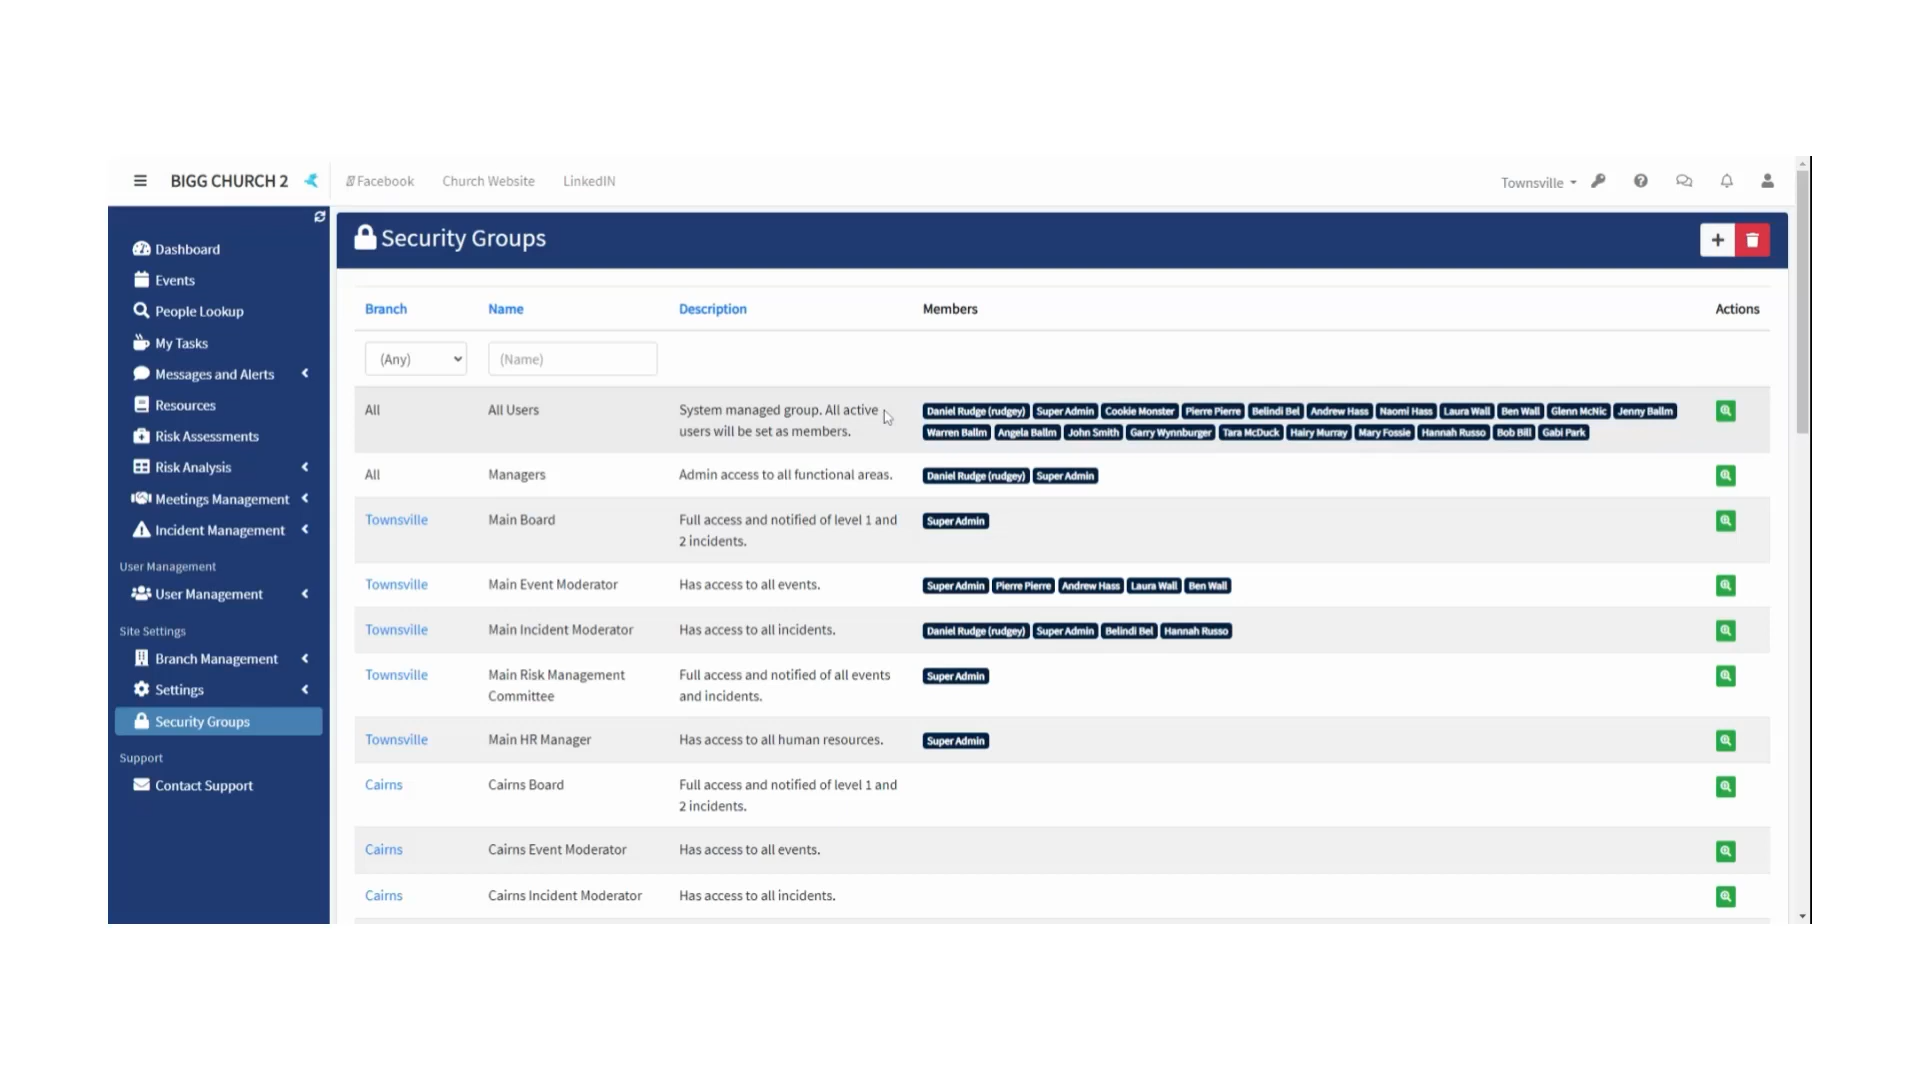 BIGG CHURCH 2
Facebook Church Website LinkedIN
Townsville
Dashboard
Events
People Lookup
My Tasks
Messages and Alerts
Resources
Risk Assessments
Risk Analysis
Meetings Management
Incident Management
User Management
User Management
Site Settings
Branch Management
Settings
Security Groups
Support
Contact Support
Security Groups
Branch Name Description Members Actions
(Any) (Name)
All All Users System managed group. All active Daniel Rudge (rudgey) Super Admin Cookie Monster Pierre Pierre Belindi Bel Andrew Hass Naomi Hass Laura Wall Ben Wall Glenn McNic Jenny Ballm
users will be set as members. Warren Ballm Angela Ballm John Smith Garry Wynnburger Tara McDuck Hairy Murray Mary Fossie Hannah Russo Bob Bill Gabi Park
All Managers Admin access to all functional areas. Daniel Rudge (rudgey) Super Admin
Townsville Main Board Full access and notified of level 1 and Super Admin
2 incidents.
Townsville Main Event Moderator Has access to all events. Super Admin Pierre Pierre Andrew Hass Laura Wall Ben Wall
Townsville Main Incident Moderator Has access to all incidents. Daniel Rudge (rudgey) Super Admin Belindi Bel Hannah Russo
Townsville Main Risk Management Full access and notified of all events Super Admin
Committee and incidents.
Townsville Main HR Manager Has access to all human resources. Super Admin
Cairns Cairns Board Full access and notified of level 1 and
2 incidents.
Cairns Cairns Event Moderator Has access to all events.
Cairns Cairns Incident Moderator Has access to all incidents.